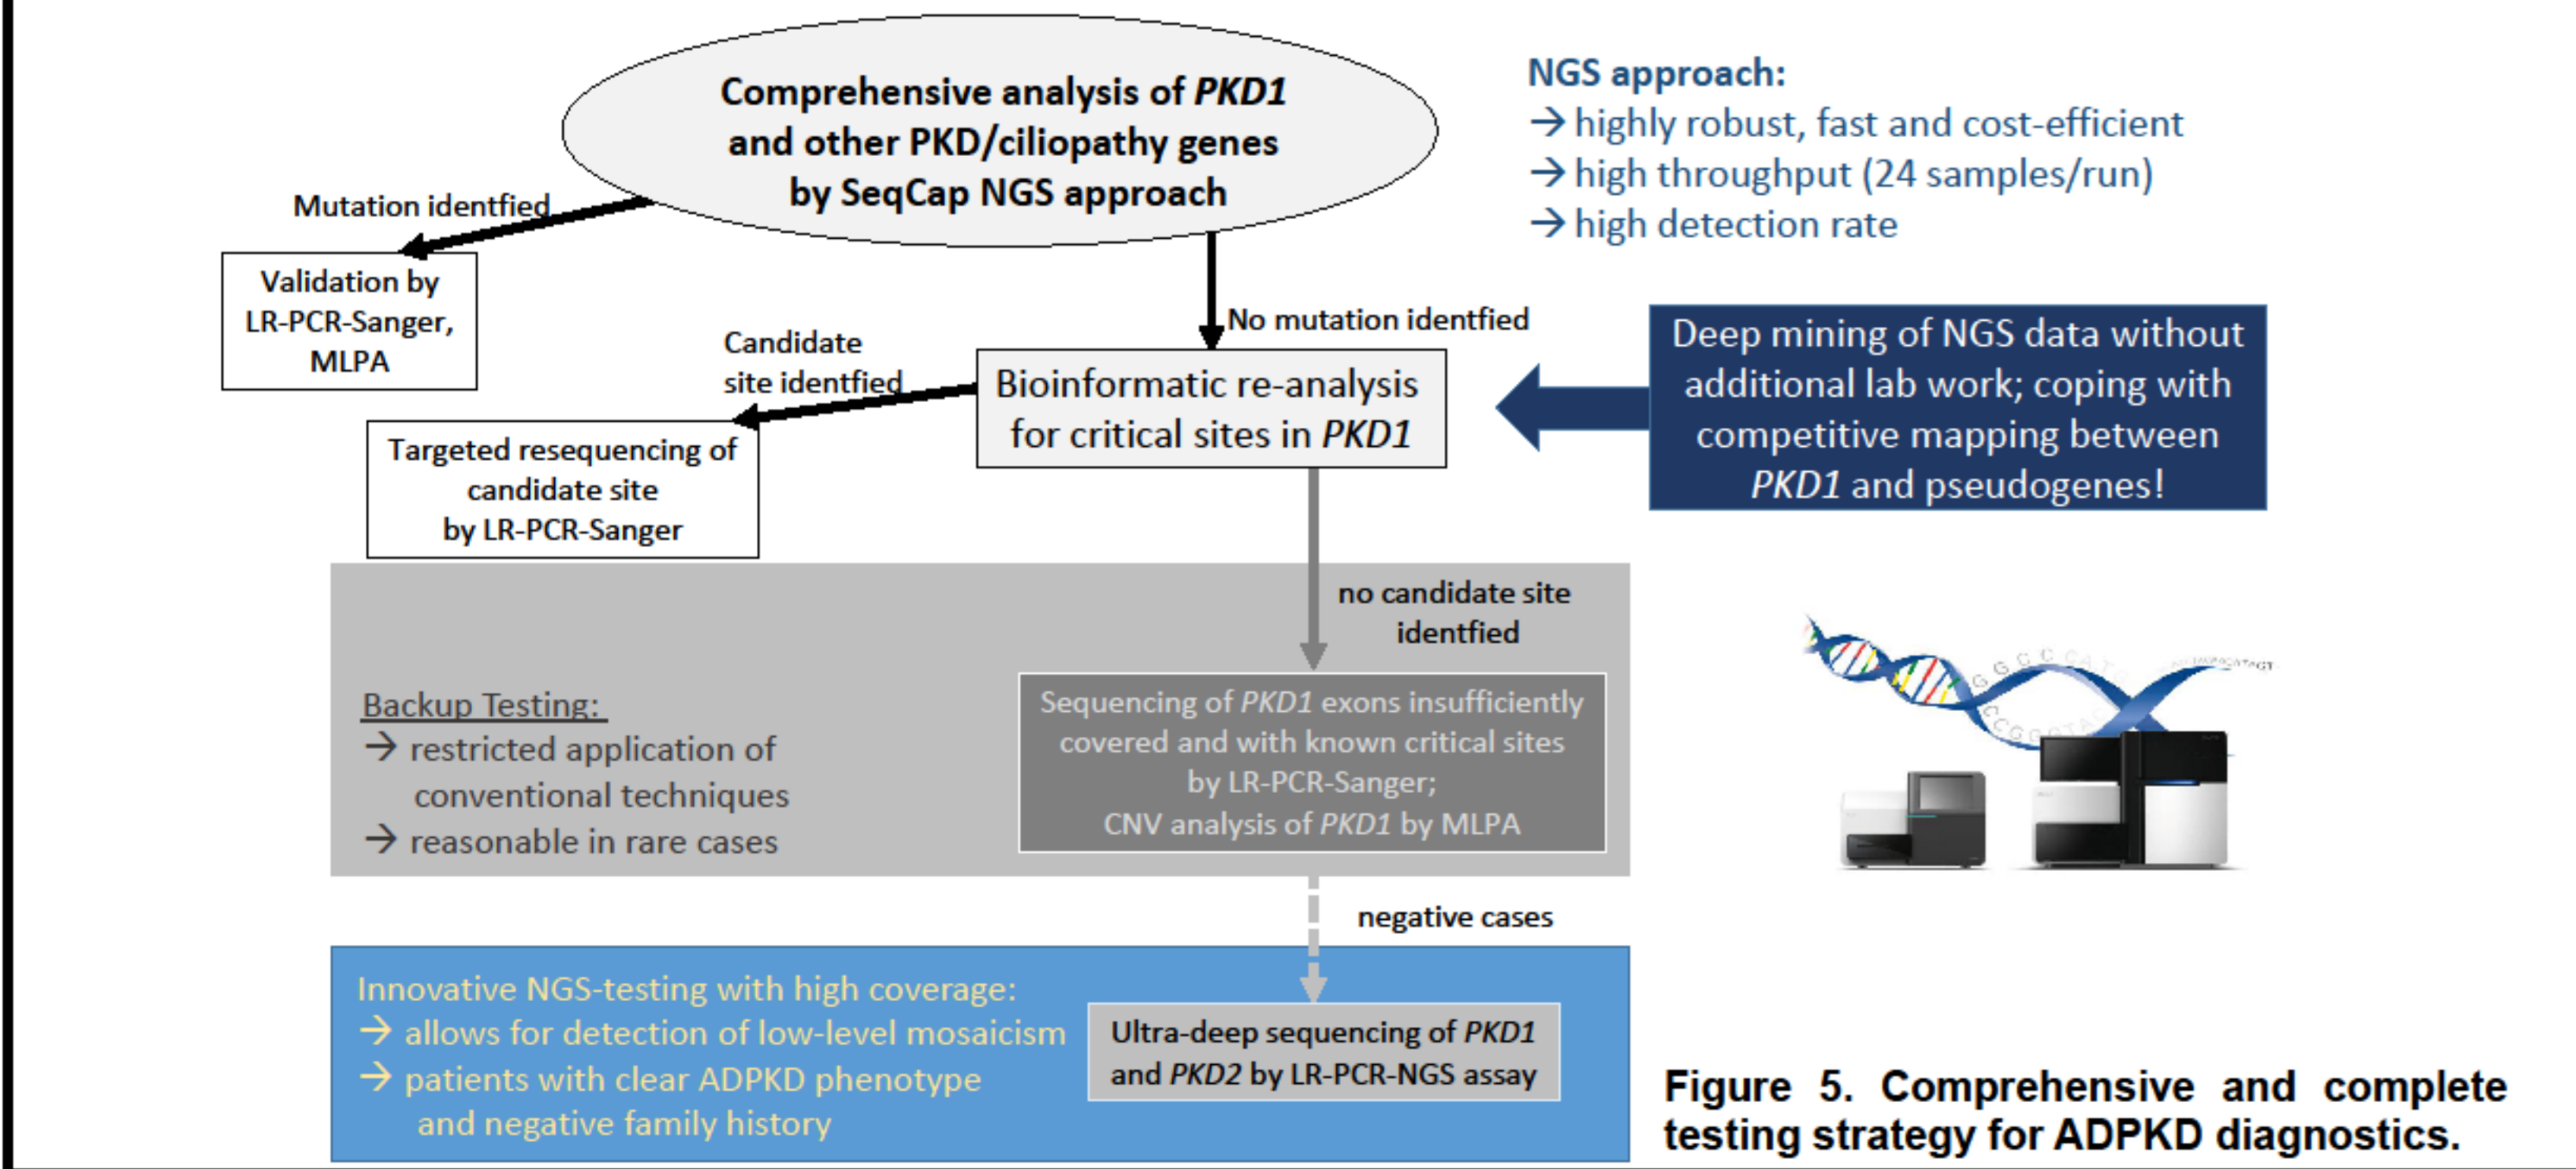 Comprehensive analysis of PKD1
and other PKD/ciliopathy genes
by SeqCap NGS approach
NGS approach:
→ highly robust, fast and cost-efficient
→ high throughput (24 samples/run)
→ high detection rate
Mutation identfied
Validation by
LR-PCR-Sanger,
MLPA
No mutation identfied
Candidate
site identfied
Bioinformatic re-analysis
for critical sites in PKD1
Deep mining of NGS data without
additional lab work; coping with
competitive mapping between
PKD1 and pseudogenes!
Targeted resequencing of
candidate site
by LR-PCR-Sanger
no candidate site
identfied
Backup Testing:
→ restricted application of
conventional techniques
→ reasonable in rare cases
Sequencing of PKD1 exons insufficiently
covered and with known critical sites
by LR-PCR-Sanger;
CNV analysis of PKD1 by MLPA
negative cases
Innovative NGS-testing with high coverage:
→ allows for detection of low-level mosaicism
→ patients with clear ADPKD phenotype
and negative family history
Ultra-deep sequencing of PKD1
and PKD2 by LR-PCR-NGS assay
Figure 5. Comprehensive and complete
testing strategy for ADPKD diagnostics.